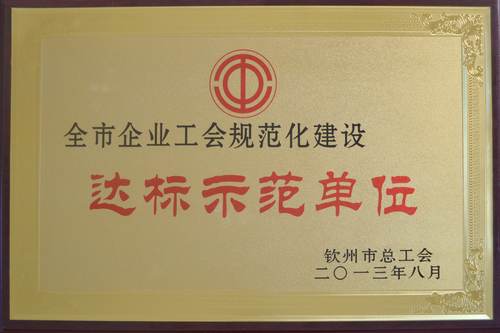 全市企业工会规范化建设
达标示范单位
钦州市总工会
二〇一三年八月